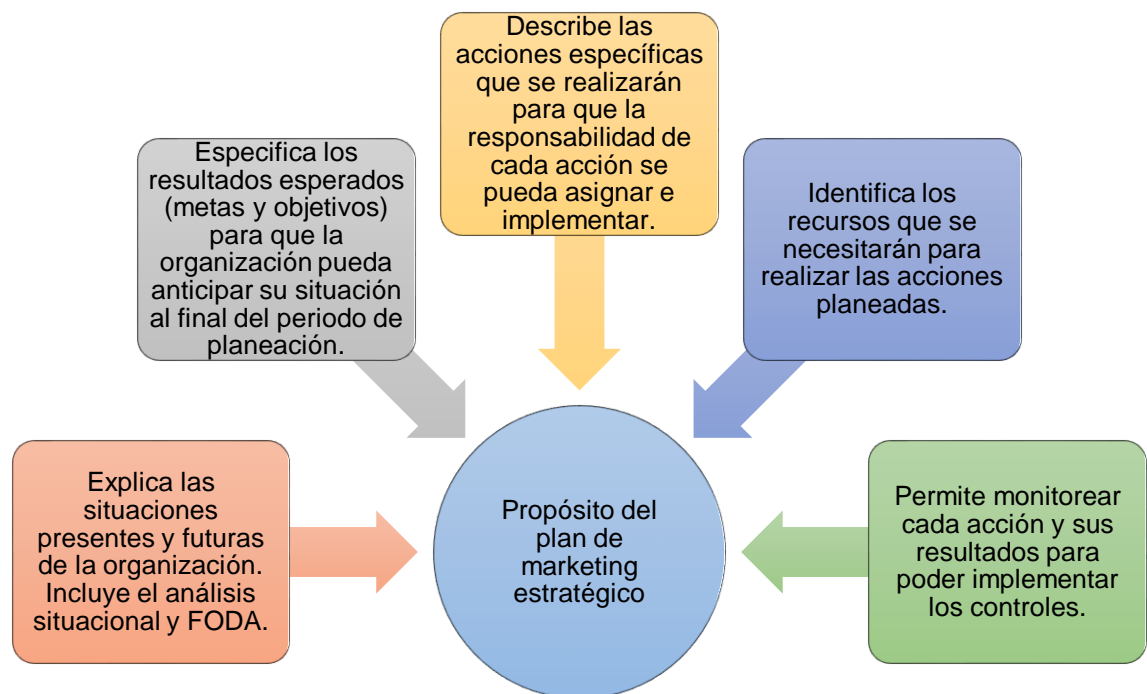 Describe las
acciones específicas
que se realizarán
para que la
responsabilidad de
cada acción se
pueda asignar e
implementar.
Especifica los
resultados esperados
(metas y objetivos)
para que la
organización pueda
anticipar su situación
al final del periodo de
planeación.
Identifica los
recursos que se
necesitarán para
realizar las acciones
planeadas.
Explica las
situaciones
presentes y futuras
de la organización.
Incluye el análisis
situacional y FODA.
Propósito del
plan de
marketing
estratégico
Permite monitorear
cada acción y sus
resultados para
poder implementar
los controles.